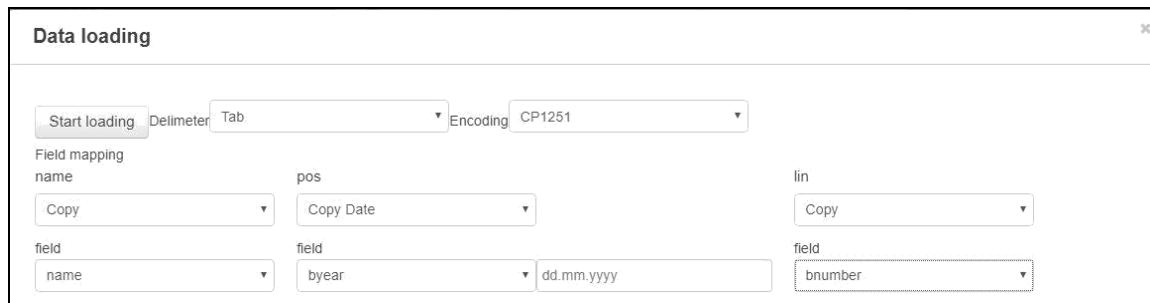 Data loading
Start loading Delimeter Tab Encoding CP1251
Field mapping
name pos lin
Copy Copy Date Copy
field field field
name byear dd.mm.yyyy bnumber